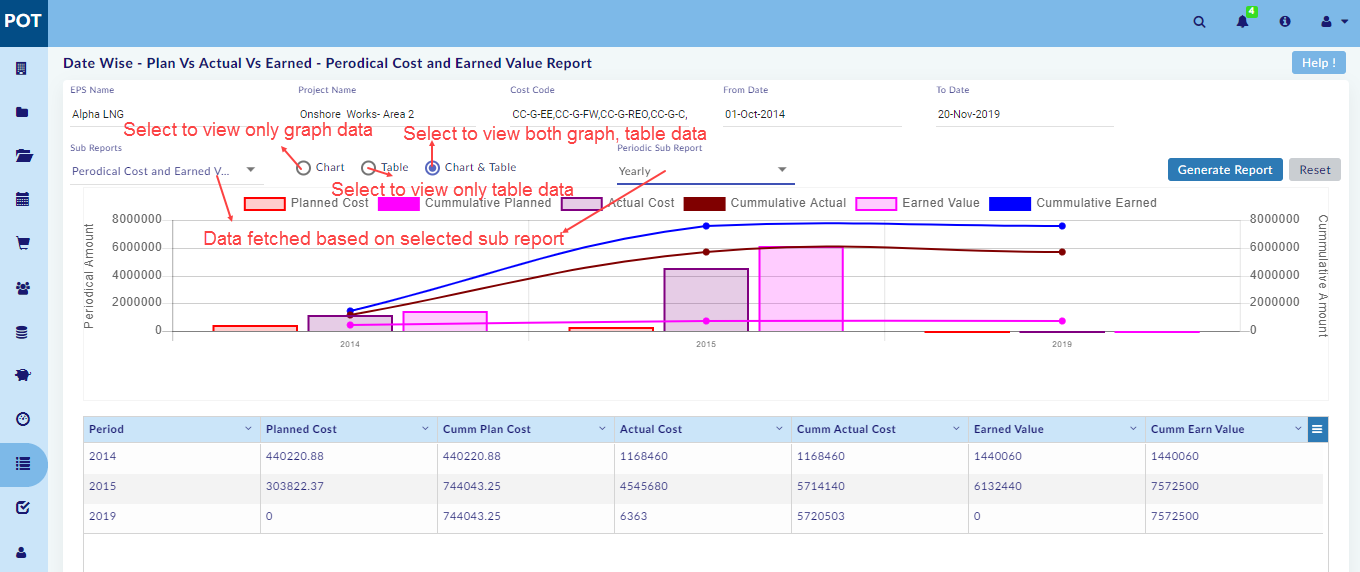 POT
4
Date Wise - Plan Vs Actual Vs Earned - Perodical Cost and Earned Value Report
Help !
EPS Name Project Name Cost Code From Date To Date
Alpha LNG Onshore Works- Area 2 CC-G-EE,CC-G-FW,CC-G-REO,CC-G-C, 01-Oct-2014 20-Nov-2019
Select to view only graph data Select to view both graph, table data
Sub Reports Periodic Sub Report
Perodical Cost and Earned V... Chart Table Chart & Table Yearly Generate Report Reset
Select to view only table data
Planned Cost Cummulative Planned Actual Cost Cummulative Actual Earned Value Cummulative Earned
Data fetched based on selected sub report
Periodical Amount
8000000
6000000
4000000
2000000
0
8000000
6000000
4000000
2000000
0
Cummulative Amount
2014 2015 2019
Period Planned Cost Cumm Plan Cost Actual Cost Cumm Actual Cost Earned Value Cumm Earn Value
2014 440220.88 440220.88 1168460 1168460 1440060 1440060
2015 303822.37 744043.25 4545680 5714140 6132440 7572500
2019 0 744043.25 6363 5720503 0 7572500